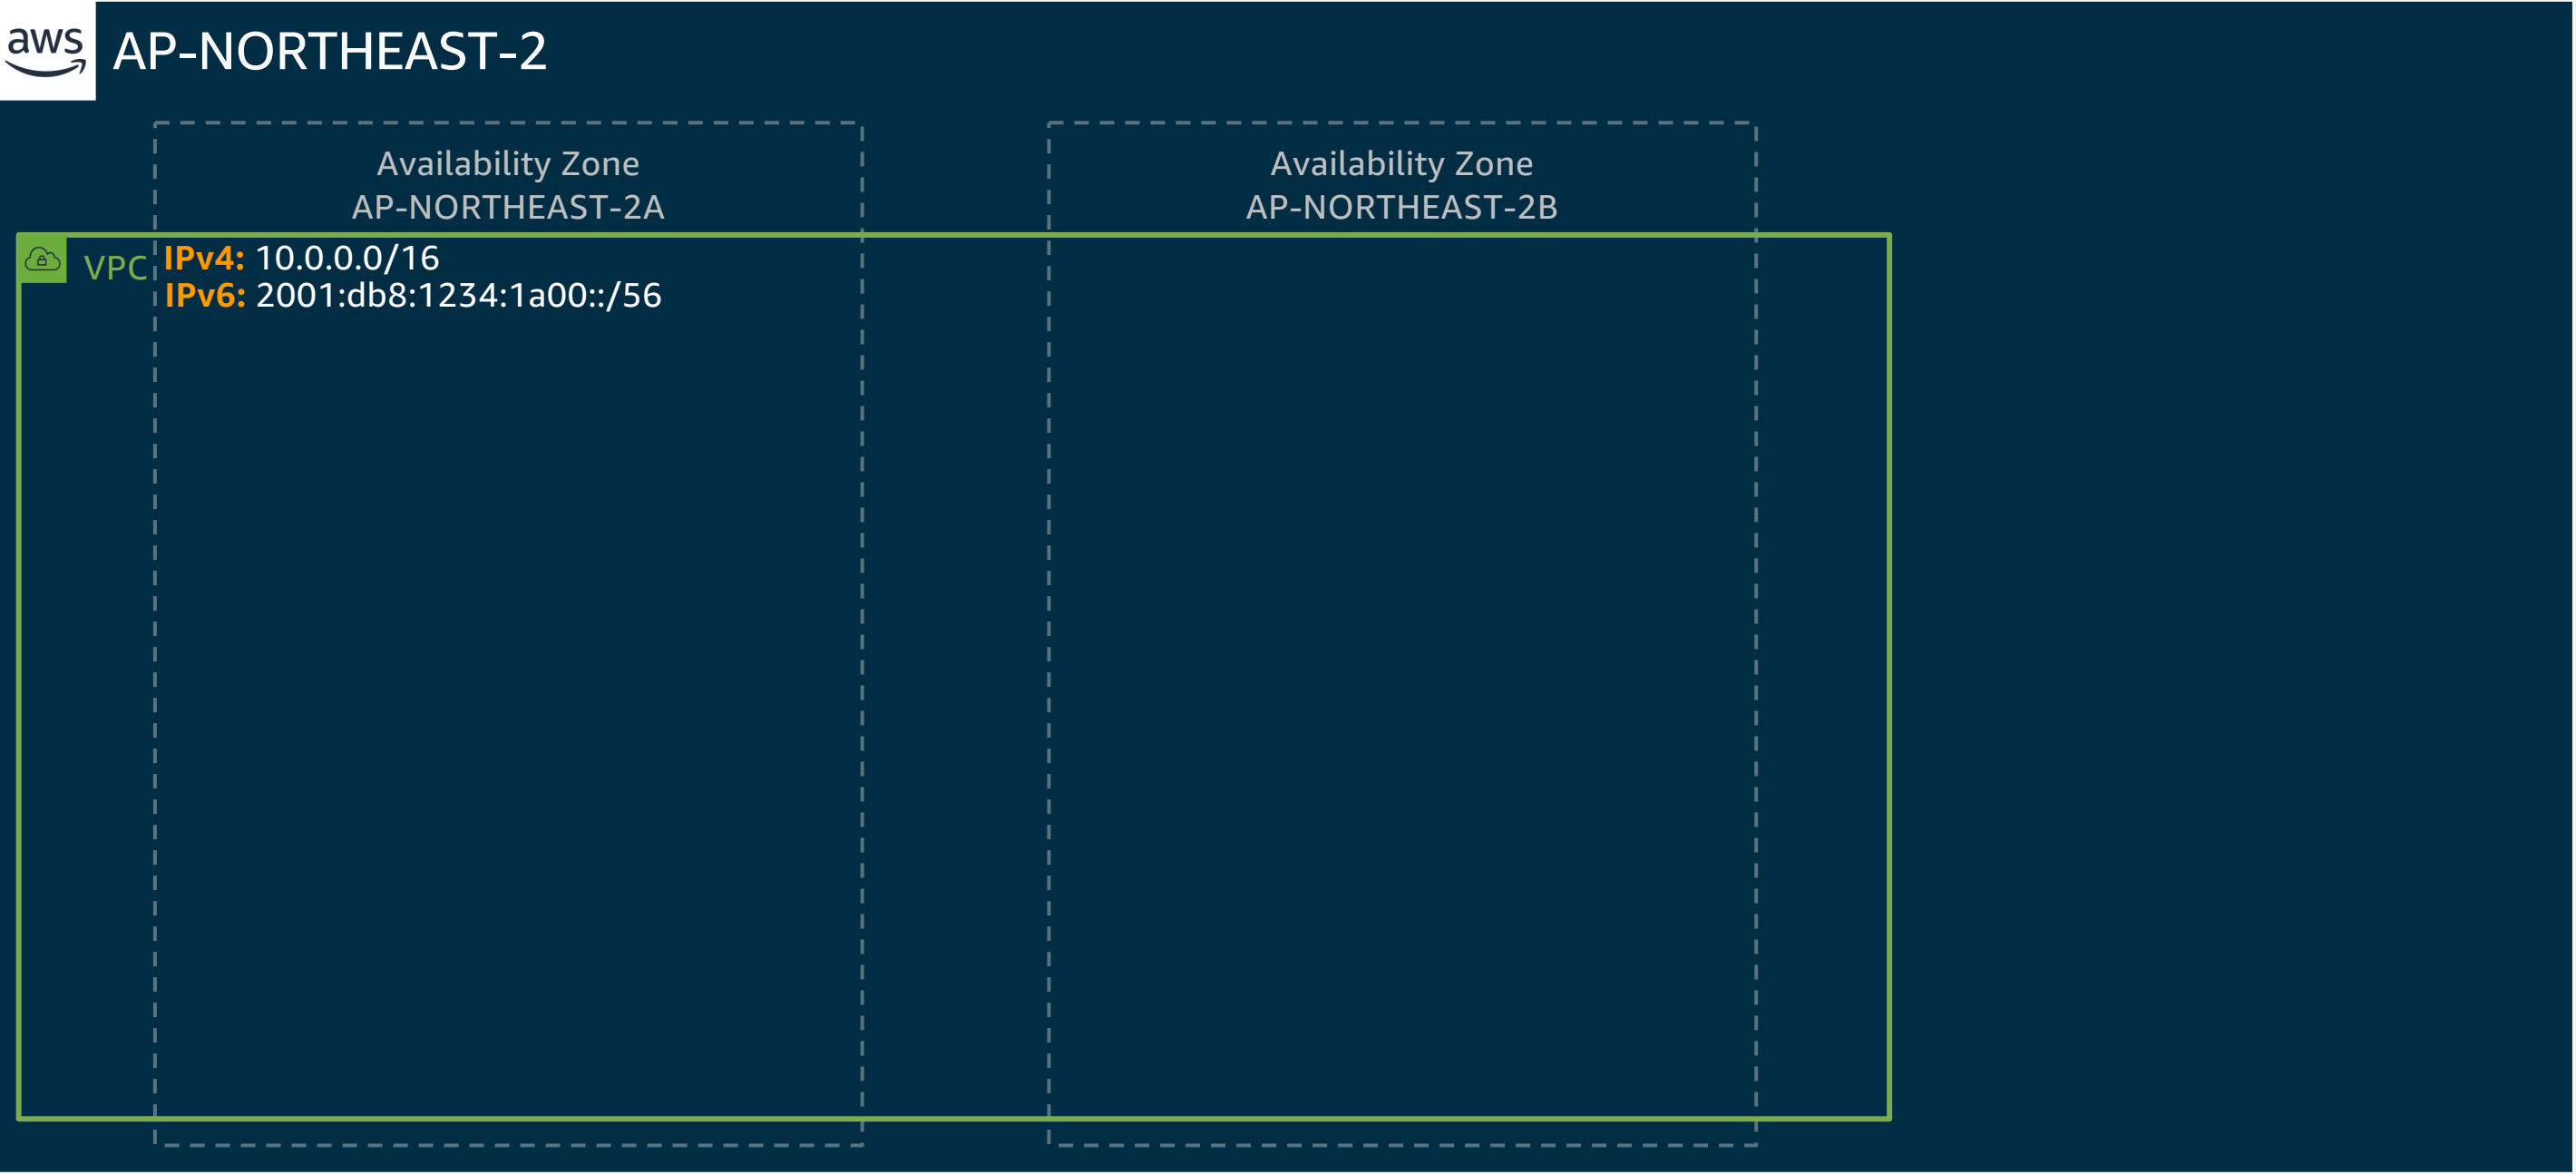 aws
AP-NORTHEAST-2
Availability Zone
AP-NORTHEAST-2A
Availability Zone
AP-NORTHEAST-2B
VPC
IPv4: 10.0.0.0/16
IPv6: 2001:db8:1234:1a00::/56